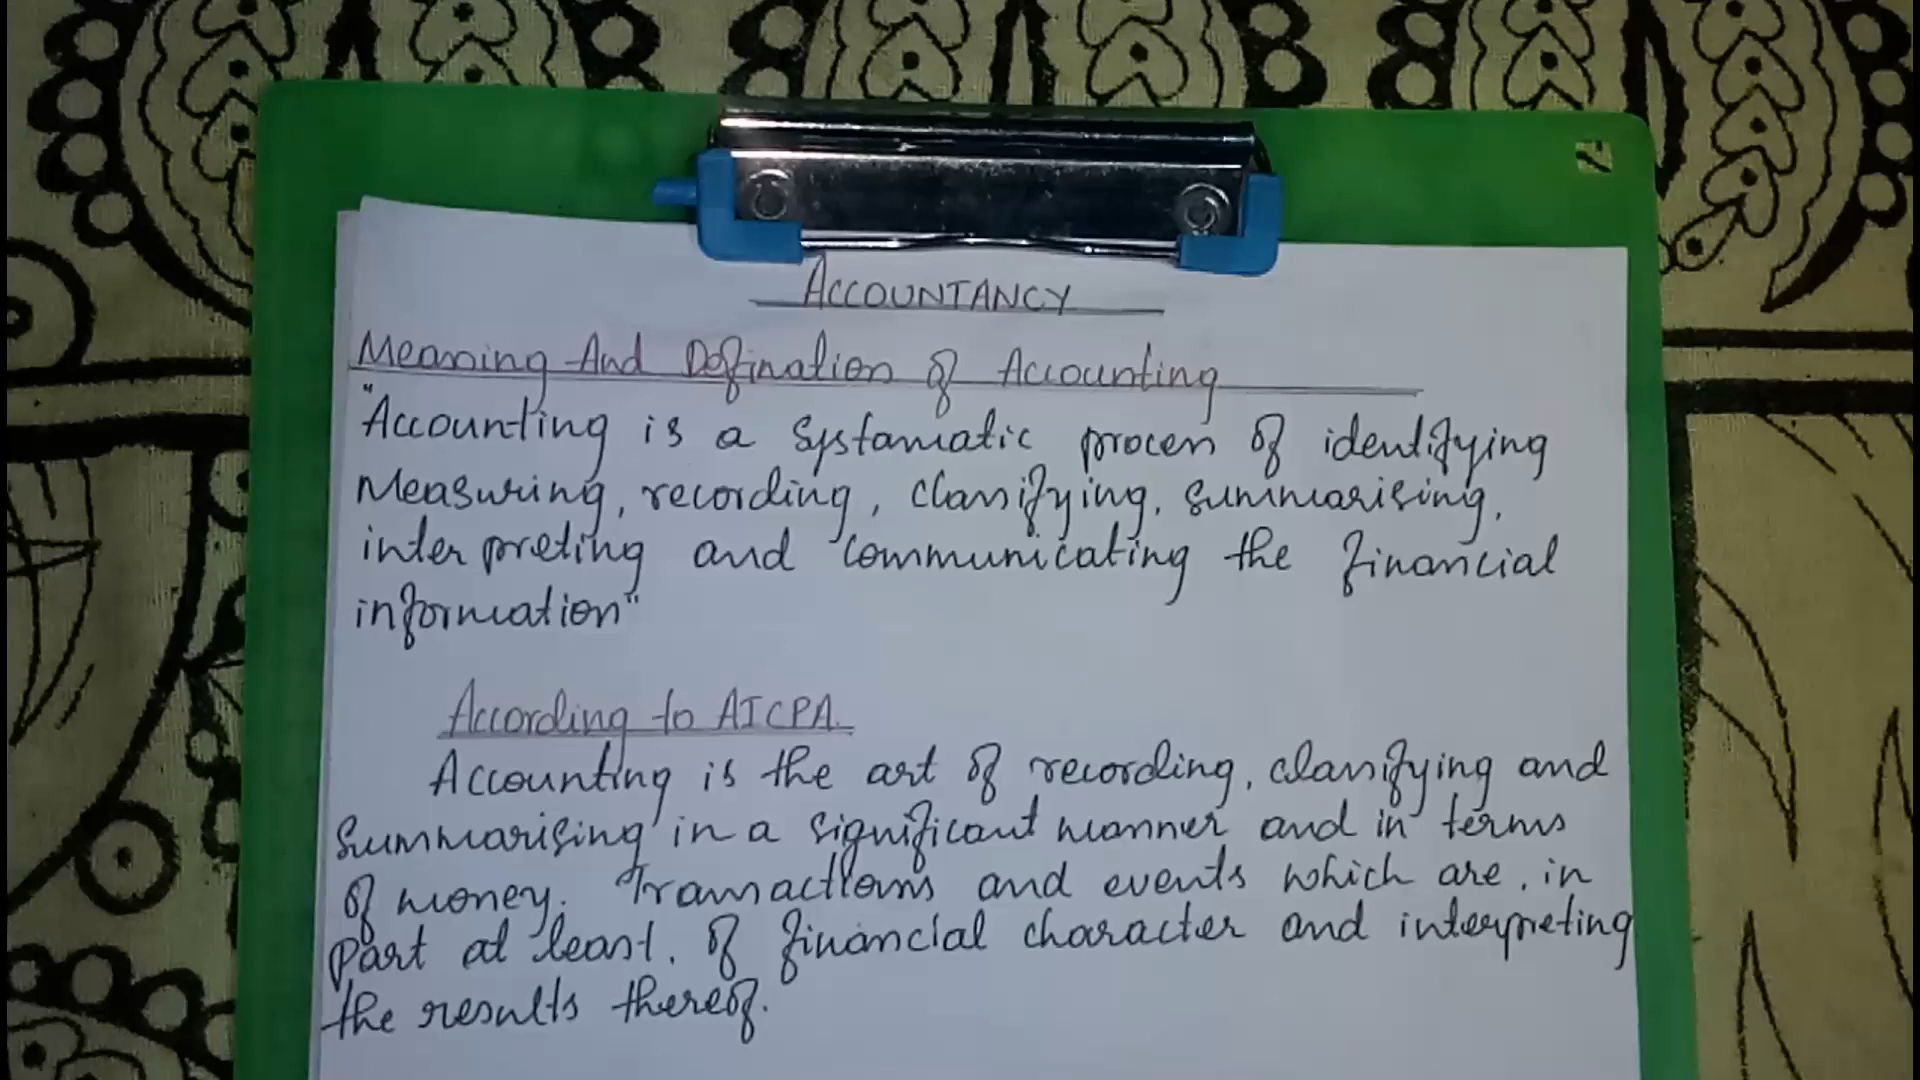 ACCOUNTANCY
Meaning And Defination of Accounting
"Accounting is a systamatic process of identifying
Measuring, recording, classifying, summarising,
interpreting and communicating the financial
information"
According to AICPA.
Accounting is the art of recording, classifying and
summarising in a significant manner and in terms
of money. Transactions and events which are, in
part at least, of financial character and interpreting
the results thereof.